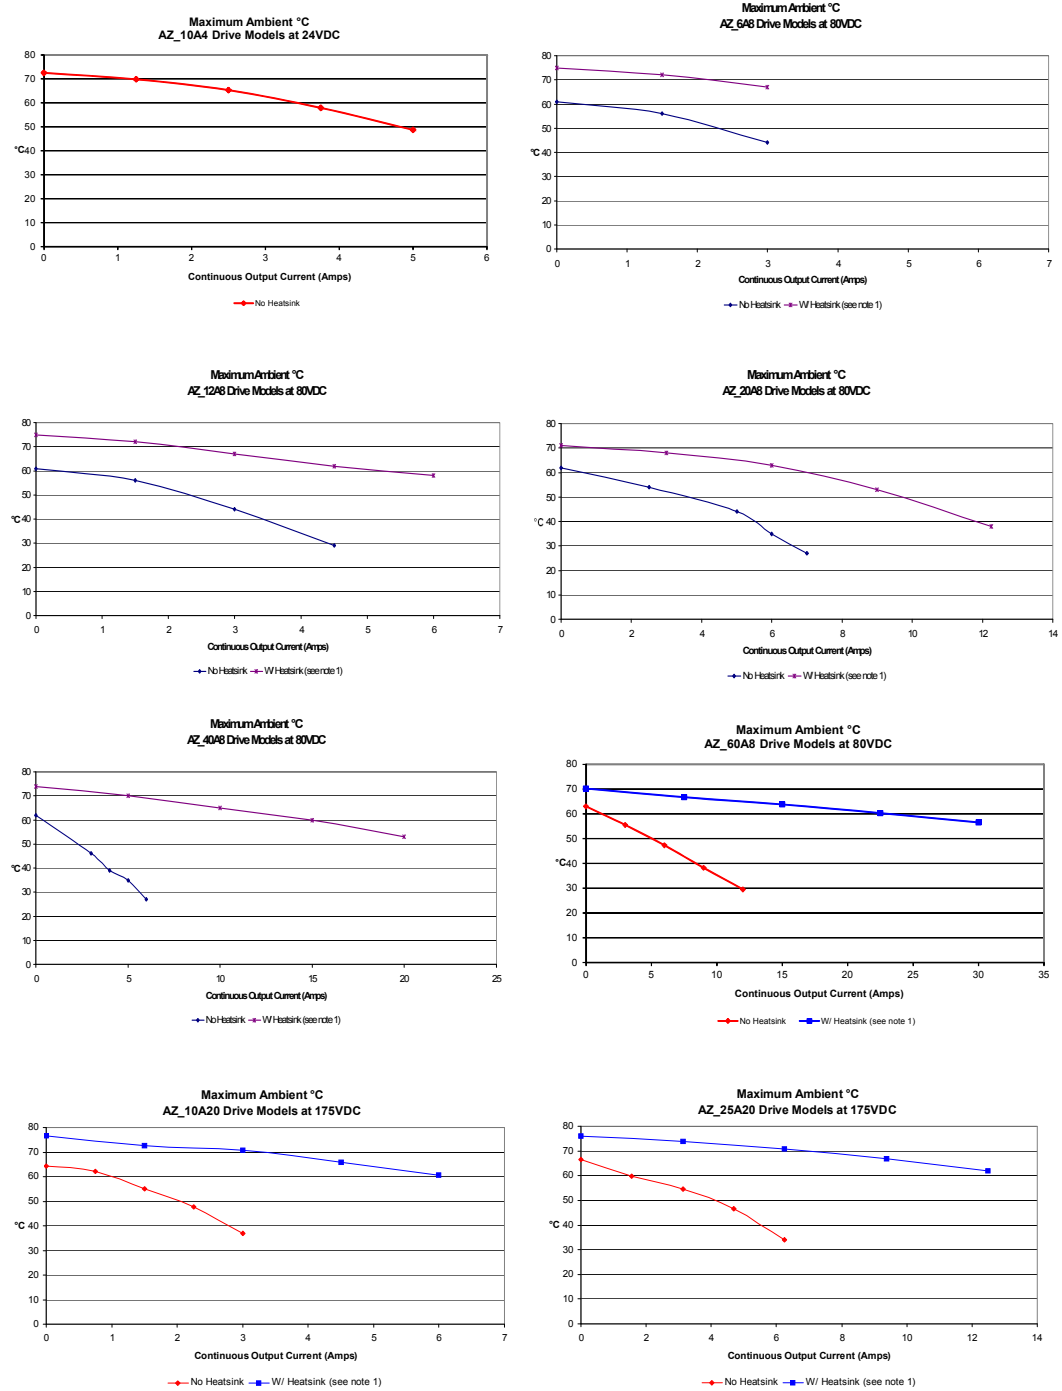 Maximum Ambient °C
AZ_10A4 Drive Models at 24VDC
80
70
60
50
°C
40
30
20
10
0
0 1 2 3 4 5 6
Continuous Output Current (Amps)
No Heatsink
Maximum Ambient °C
AZ_6A8 Drive Models at 80VDC
80
70
60
50
°C
40
30
20
10
0
0 1 2 3 4 5 6 7
Continuous Output Current (Amps)
No Heatsink W/ Heatsink (see note 1)
Maximum Ambient °C
AZ_12A8 Drive Models at 80VDC
80
70
60
50
°C
40
30
20
10
0
0 1 2 3 4 5 6 7
Continuous Output Current (Amps)
No Heatsink W/ Heatsink (see note 1)
Maximum Ambient °C
AZ_20A8 Drive Models at 80VDC
80
70
60
50
°C
40
30
20
10
0
0 2 4 6 8 10 12 14
Continuous Output Current (Amps)
No Heatsink W/ Heatsink (see note 1)
Maximum Ambient °C
AZ_40A8 Drive Models at 80VDC
80
70
60
50
°C
40
30
20
10
0
0 5 10 15 20 25
Continuous Output Current (Amps)
No Heatsink W/ Heatsink (see note 1)
Maximum Ambient °C
AZ_60A8 Drive Models at 80VDC
80
70
60
50
°C
40
30
20
10
0
0 5 10 15 20 25 30 35
Continuous Output Current (Amps)
No Heatsink W/ Heatsink (see note 1)
Maximum Ambient °C
AZ_10A20 Drive Models at 175VDC
80
70
60
50
°C
40
30
20
10
0
0 1 2 3 4 5 6 7
Continuous Output Current (Amps)
No Heatsink W/ Heatsink (see note 1)
Maximum Ambient °C
AZ_25A20 Drive Models at 175VDC
80
70
60
50
°C
40
30
20
10
0
0 2 4 6 8 10 12 14
Continuous Output Current (Amps)
No Heatsink W/ Heatsink (see note 1)